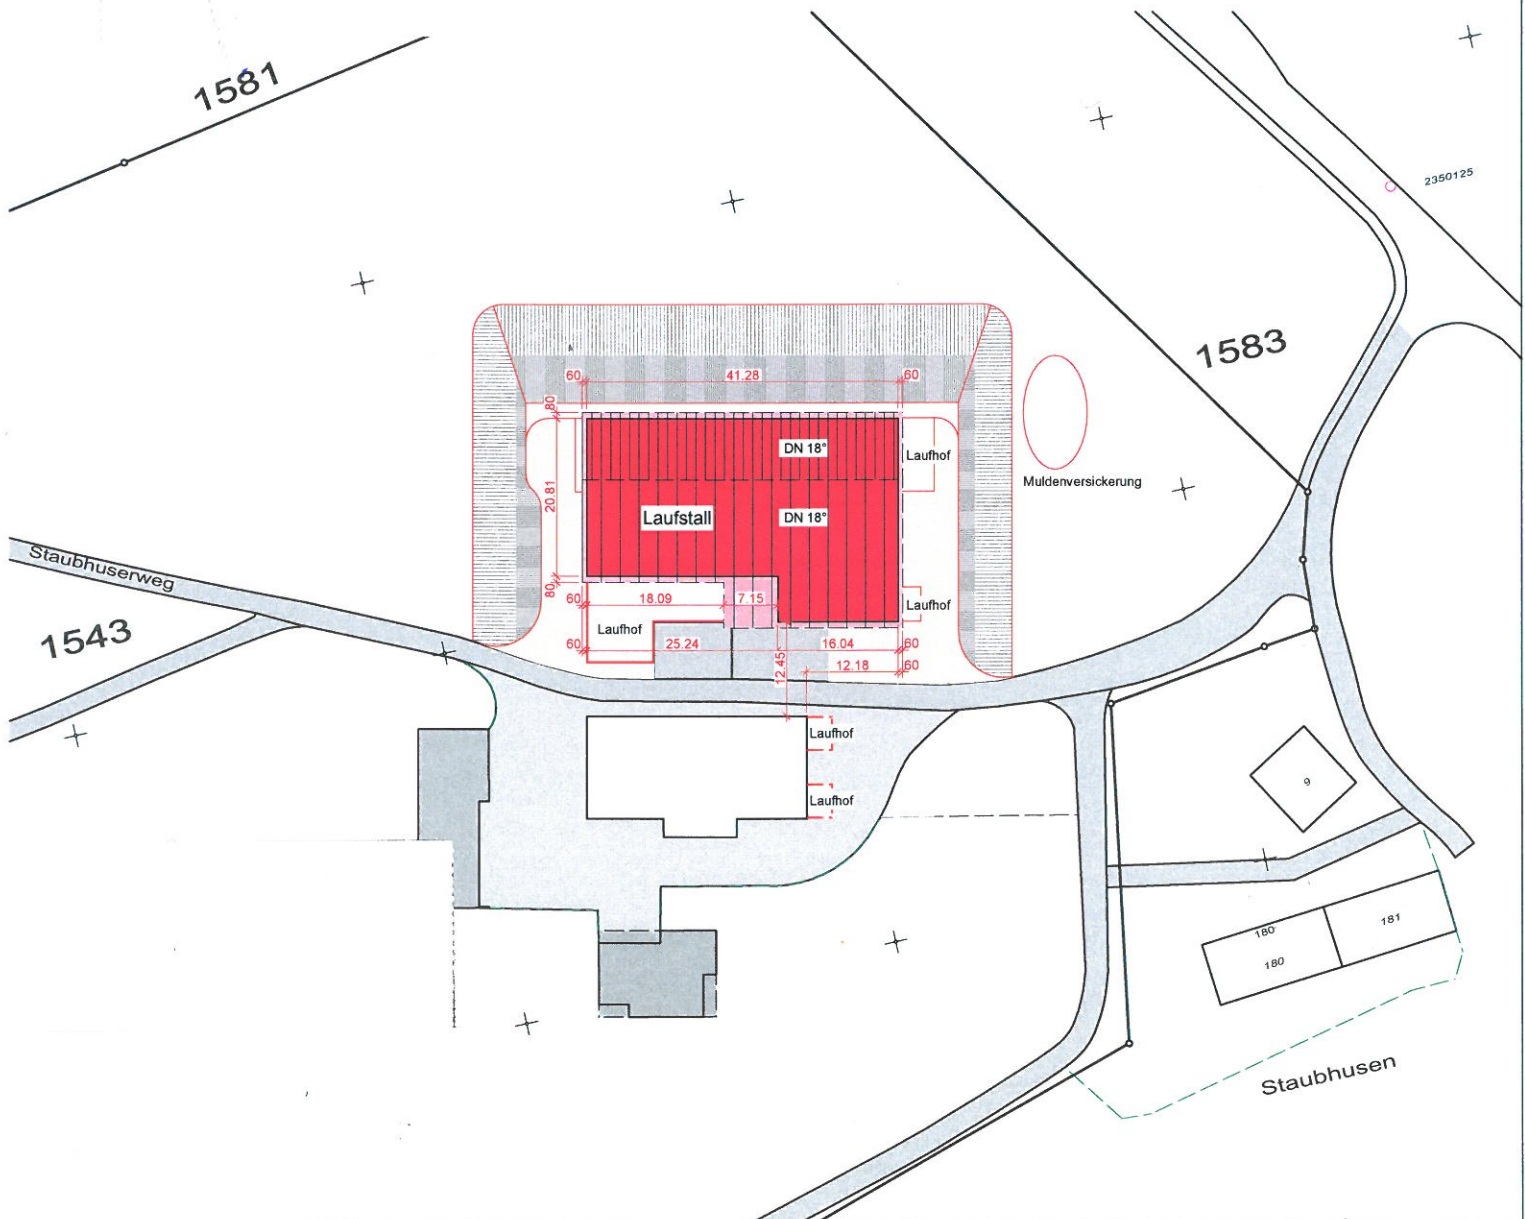 1581
2350125
1583
60
41.28
60
80
DN 18°
Laufhof
Muldenversickerung
20.81
Laufstall
DN 18°
Staubhuserweg
80
60
18.09
7.15
Laufhof
Laufhof
1543
60
25.24
16.04
60
12.45
12.18
60
Laufhof
9
Laufhof
180
181
180
Staubhusen